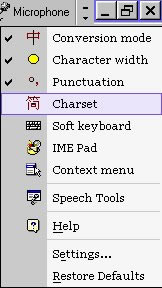 Microphone
中 Conversion mode
Character width
°, Punctuation
简 Charset
Soft keyboard
IME Pad
Context menu
Speech Tools
? Help
Settings...
Restore Defaults